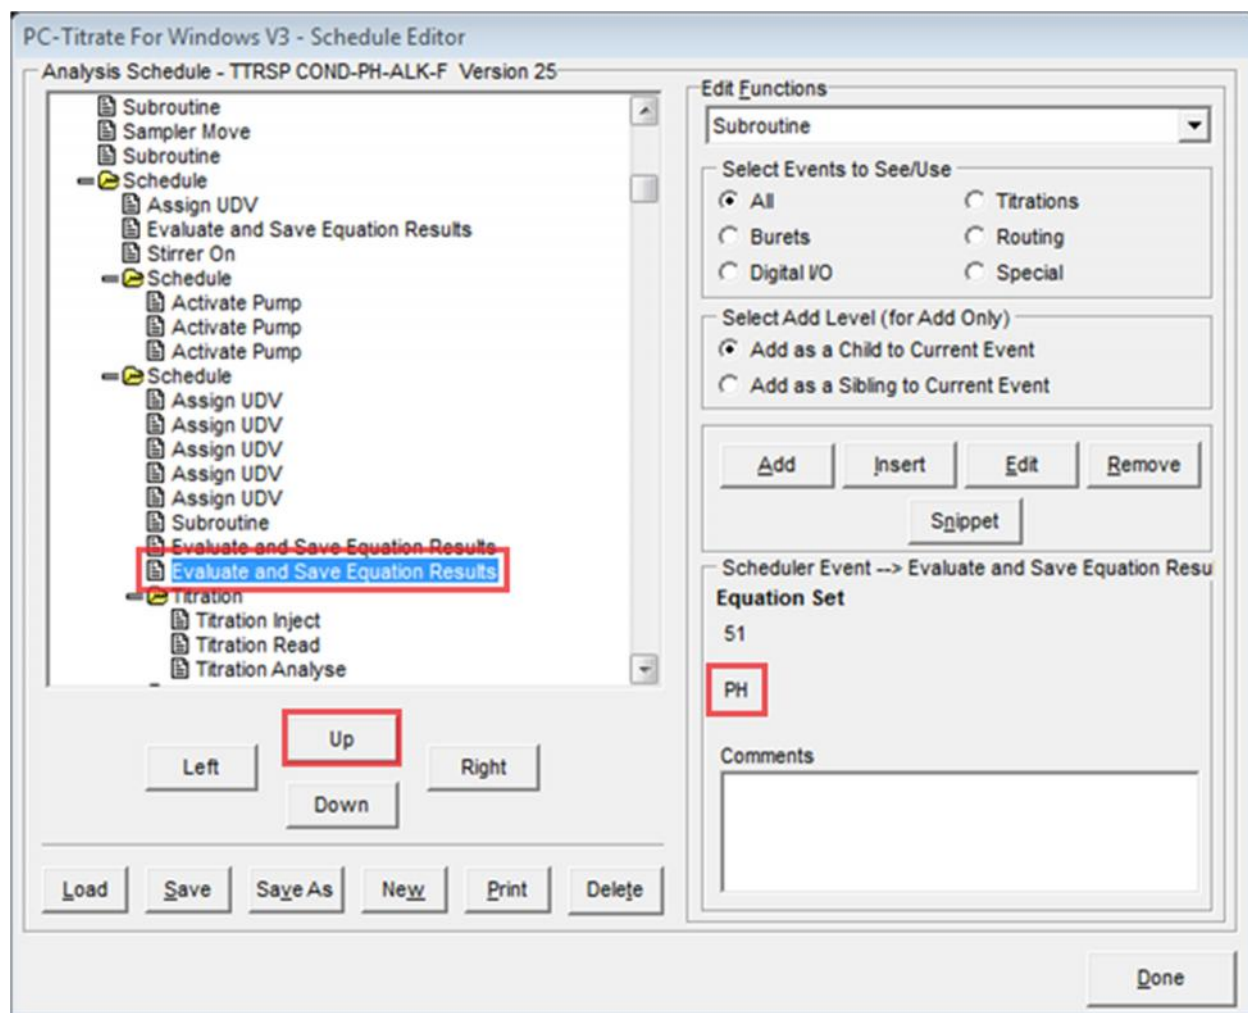 PC-Titrate For Windows V3 - Schedule Editor
Analysis Schedule - TTRSP COND-PH-ALK-F Version 25
Subroutine
Sampler Move
Subroutine
Schedule
Assign UDV
Evaluate and Save Equation Results
Stirrer On
Schedule
Activate Pump
Activate Pump
Activate Pump
Schedule
Assign UDV
Assign UDV
Assign UDV
Assign UDV
Assign UDV
Subroutine
Evaluate and Save Equation Results
Evaluate and Save Equation Results
Titration
Titration Inject
Titration Read
Titration Analyse
Up
Left Right
Down
Load Save Save As New Print Delete
Edit Functions
Subroutine
Select Events to See/Use
All Titrations
Burets Routing
Digital I/O Special
Select Add Level (for Add Only)
Add as a Child to Current Event
Add as a Sibling to Current Event
Add Insert Edit Remove
Snippet
Scheduler Event --> Evaluate and Save Equation Resu
Equation Set
51
PH
Comments
Done